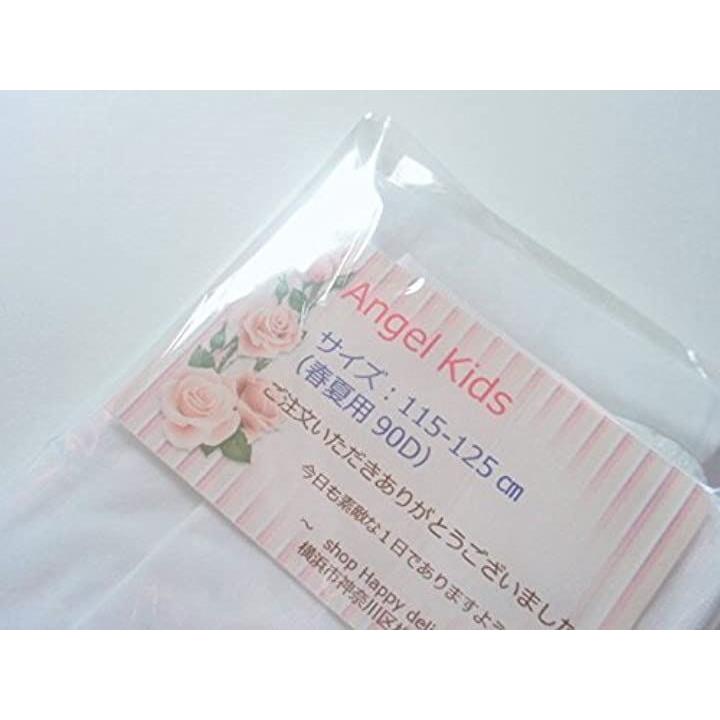 Angel Kids
サイズ：115-125㎝
（春夏用 90D）
ご注文いただきありがとうございました
今日も素敵な１日でありますよう
～ shop Happy deli
横浜市神奈川区